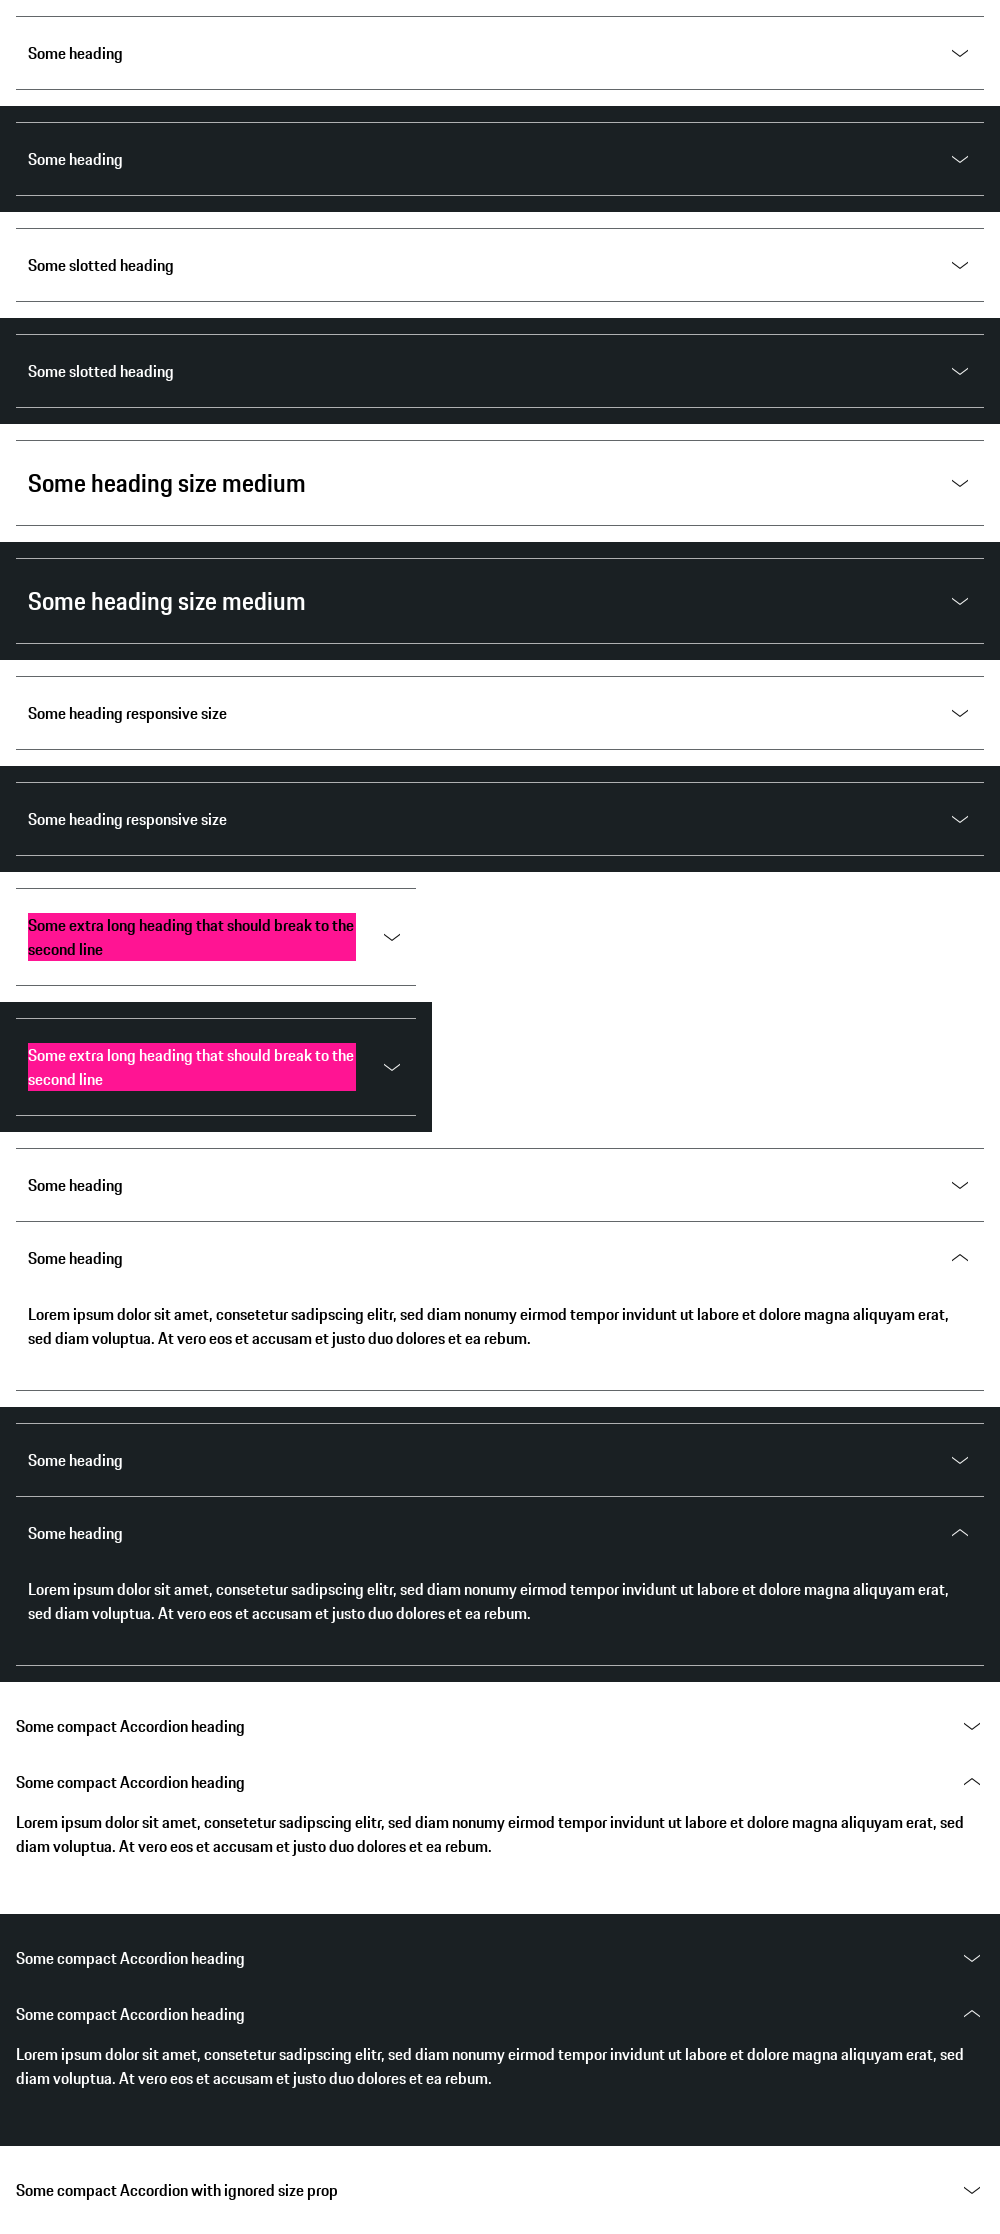 Some heading
Some heading
Some slotted heading
Some slotted heading
Some heading size medium
Some heading size medium
Some heading responsive size
Some heading responsive size
Some extra long heading that should break to the
second line
Some extra long heading that should break to the
second line
Some heading
Some heading
Lorem ipsum dolor sit amet, consetetur sadipscing elitr, sed diam nonumy eirmod tempor invidunt ut labore et dolore magna aliquyam erat,
sed diam voluptua. At vero eos et accusam et justo duo dolores et ea rebum.
Some heading
Some heading
Lorem ipsum dolor sit amet, consetetur sadipscing elitr, sed diam nonumy eirmod tempor invidunt ut labore et dolore magna aliquyam erat,
sed diam voluptua. At vero eos et accusam et justo duo dolores et ea rebum.
Some compact Accordion heading
Some compact Accordion heading
Lorem ipsum dolor sit amet, consetetur sadipscing elitr, sed diam nonumy eirmod tempor invidunt ut labore et dolore magna aliquyam erat, sed
diam voluptua. At vero eos et accusam et justo duo dolores et ea rebum.
Some compact Accordion heading
Some compact Accordion heading
Lorem ipsum dolor sit amet, consetetur sadipscing elitr, sed diam nonumy eirmod tempor invidunt ut labore et dolore magna aliquyam erat, sed
diam voluptua. At vero eos et accusam et justo duo dolores et ea rebum.
Some compact Accordion with ignored size prop